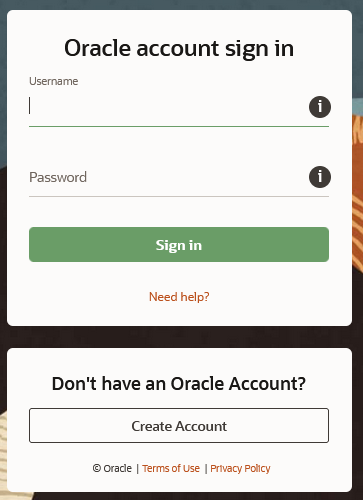 Oracle account sign in
Username
Password
Sign in
Need help?
Don't have an Oracle Account?
Create Account
© Oracle | Terms of Use | Privacy Policy